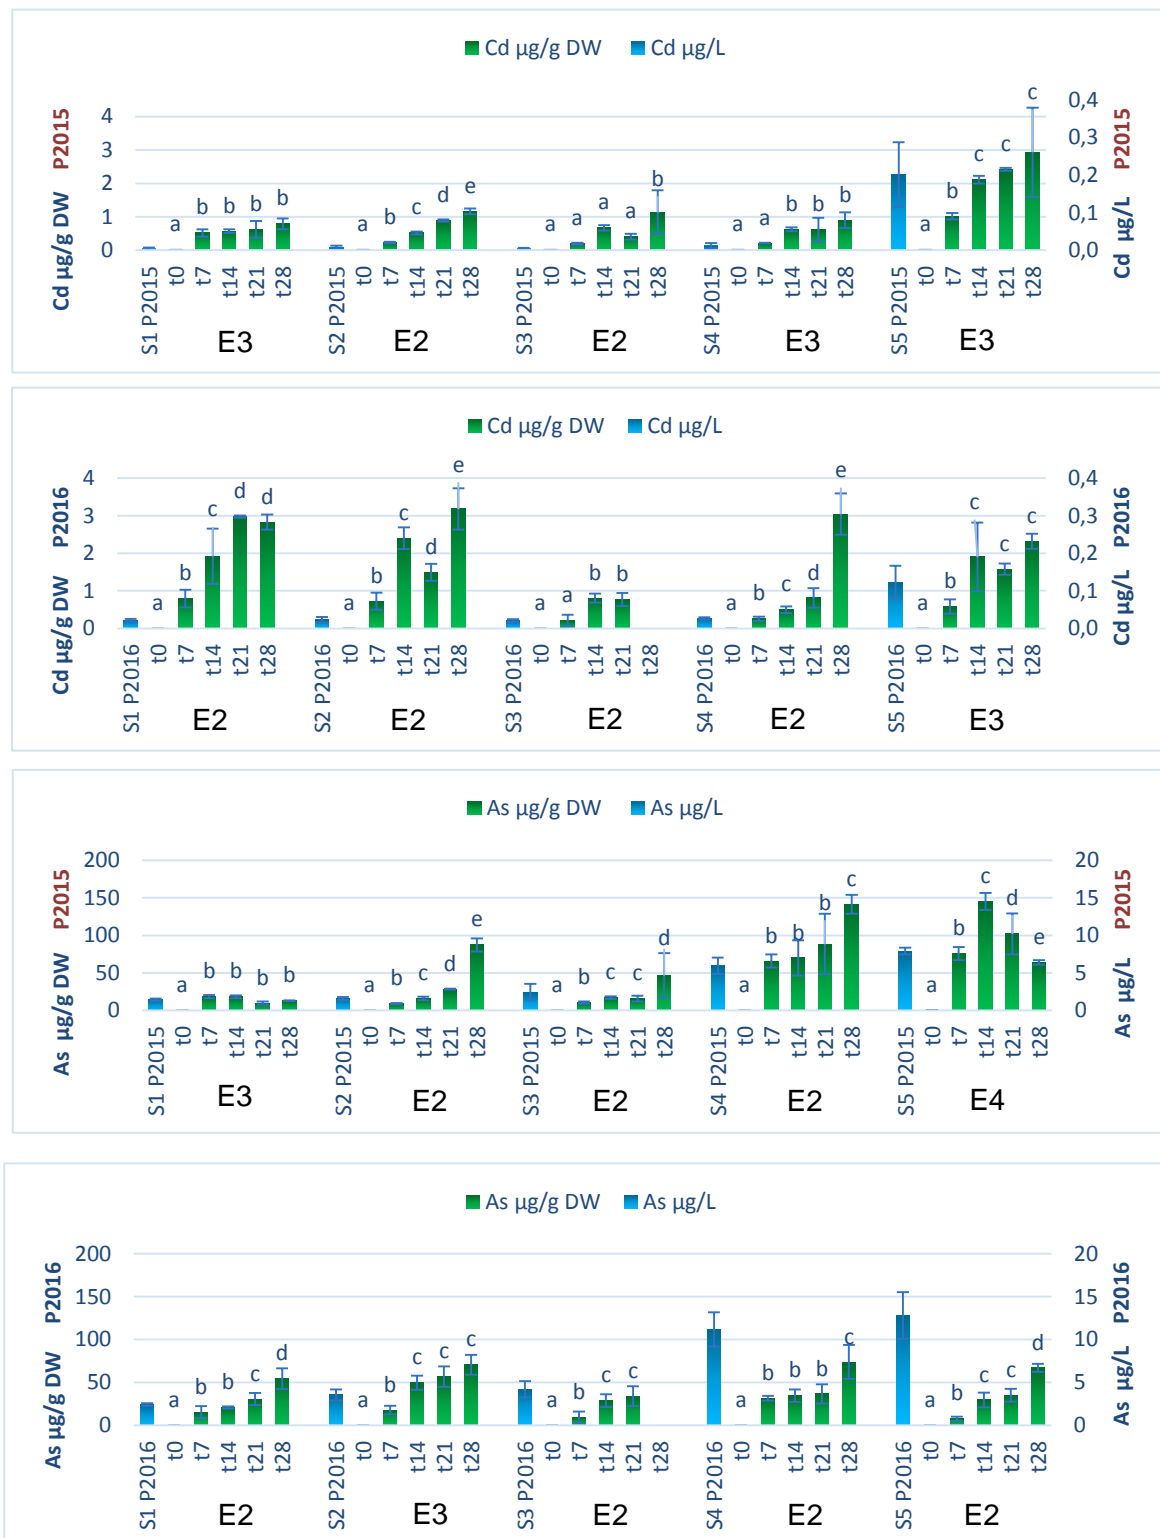 Cd µg/g DW Cd µg/L
Cd µg/g DW P2015
4
3
2
1
0
0,4
0,3
0,2
0,1
0,0
Cd µg/L P2015
a b b b b
a b c d e
a a a a b
a a b b b
a b c c c
S1 P2015 t0 t7 t14 t21 t28
S2 P2015 t0 t7 t14 t21 t28
S3 P2015 t0 t7 t14 t21 t28
S4 P2015 t0 t7 t14 t21 t28
S5 P2015 t0 t7 t14 t21 t28
E3 E2 E2 E3 E3
Cd µg/g DW Cd µg/L
Cd µg/g DW P2016
4
3
2
1
0
0,4
0,3
0,2
0,1
0,0
Cd µg/L P2016
a b c d d
a b c d e
a a b b
a b c d e
a b c c c
S1 P2016 t0 t7 t14 t21 t28
S2 P2016 t0 t7 t14 t21 t28
S3 P2016 t0 t7 t14 t21 t28
S4 P2016 t0 t7 t14 t21 t28
S5 P2016 t0 t7 t14 t21 t28
E2 E2 E2 E2 E3
As µg/g DW As µg/L
As µg/g DW P2015
200
150
100
50
0
20
15
10
5
0
As µg/L P2015
a b b b b
a b c d e
a b c c d
a b b b c
a b c d e
S1 P2015 t0 t7 t14 t21 t28
S2 P2015 t0 t7 t14 t21 t28
S3 P2015 t0 t7 t14 t21 t28
S4 P2015 t0 t7 t14 t21 t28
S5 P2015 t0 t7 t14 t21 t28
E3 E2 E2 E2 E4
As µg/g DW As µg/L
As µg/g DW P2016
200
150
100
50
0
20
15
10
5
0
As µg/L P2016
a b b c d
a b c c c
a b c c
a b b b c
a b c c d
S1 P2016 t0 t7 t14 t21 t28
S2 P2016 t0 t7 t14 t21 t28
S3 P2016 t0 t7 t14 t21 t28
S4 P2016 t0 t7 t14 t21 t28
S5 P2016 t0 t7 t14 t21 t28
E2 E3 E2 E2 E2